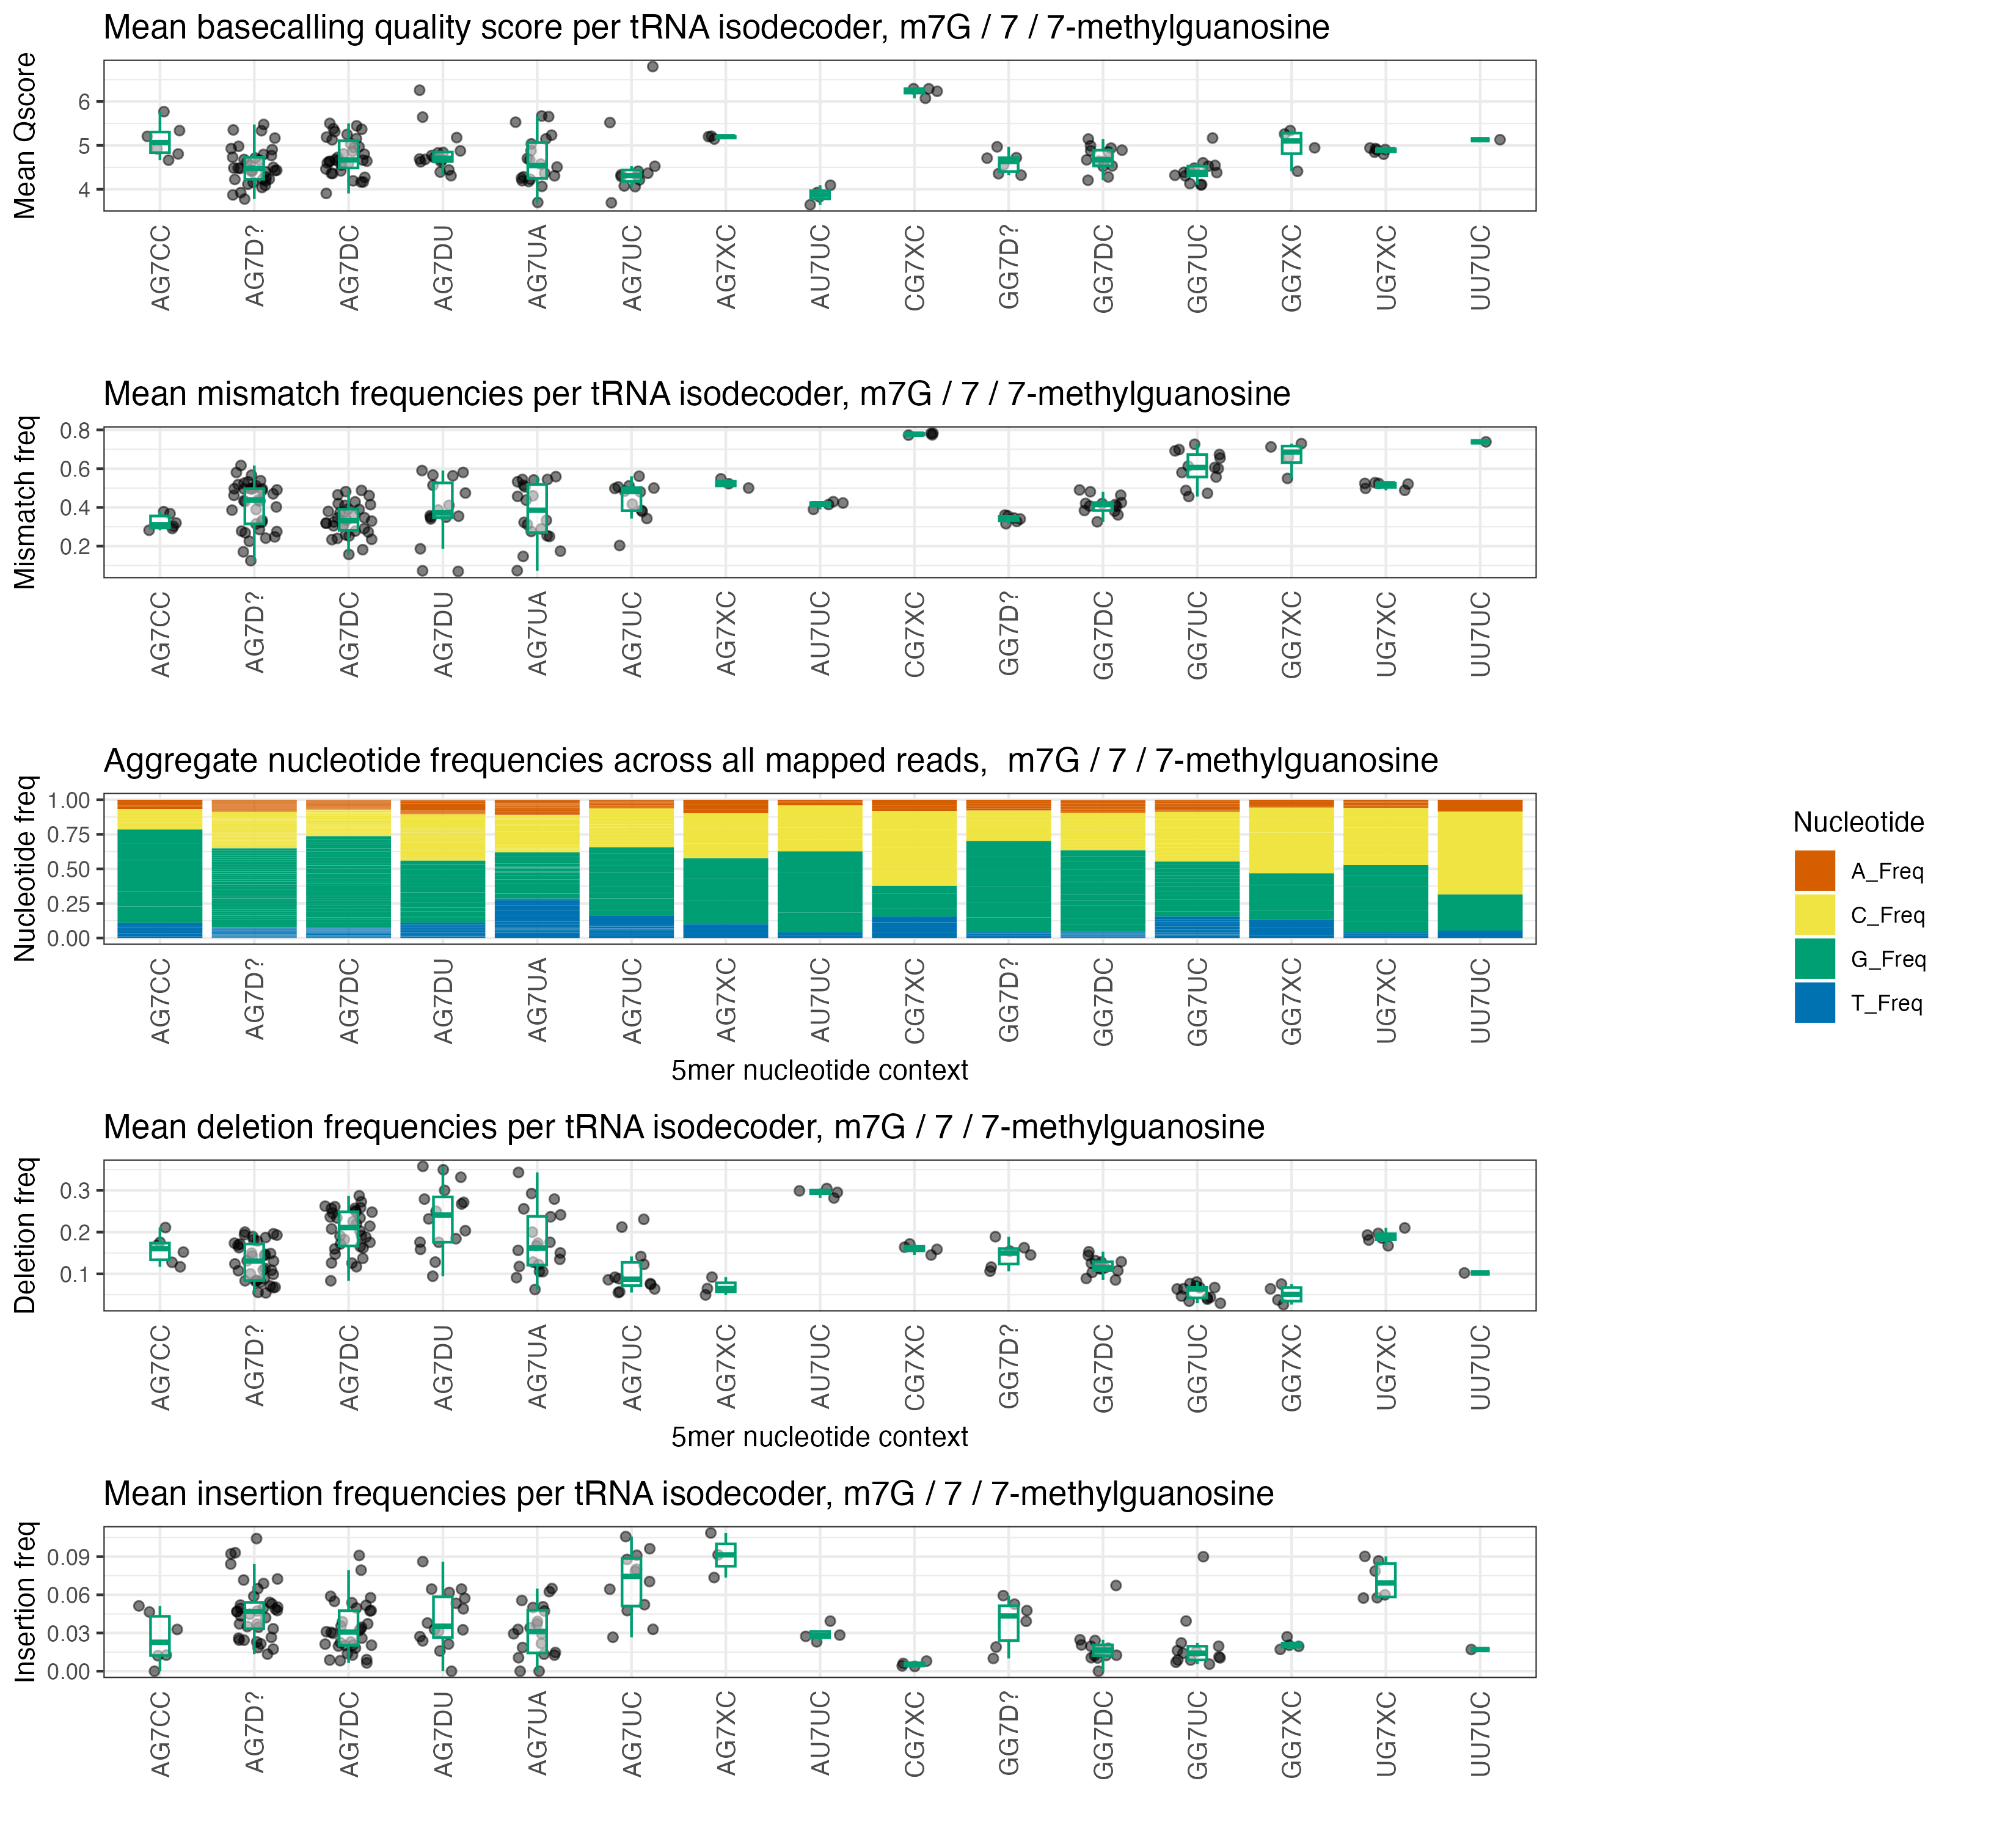 Mean basecalling quality score per tRNA isodecoder, m7G / 7 / 7-methylguanosine
Mean Qscore
6
5
4
AG7CC AG7D? AG7DC AG7DU AG7UA AG7UC AG7XC AU7UC CG7XC GG7D? GG7DC GG7UC GG7XC UG7XC UU7UC
Mean mismatch frequencies per tRNA isodecoder, m7G / 7 / 7-methylguanosine
Mismatch freq
0.8
0.6
0.4
0.2
AG7CC AG7D? AG7DC AG7DU AG7UA AG7UC AG7XC AU7UC CG7XC GG7D? GG7DC GG7UC GG7XC UG7XC UU7UC
Aggregate nucleotide frequencies across all mapped reads,  m7G / 7 / 7-methylguanosine
Nucleotide freq
1.00
0.75
0.50
0.25
0.00
AG7CC AG7D? AG7DC AG7DU AG7UA AG7UC AG7XC AU7UC CG7XC GG7D? GG7DC GG7UC GG7XC UG7XC UU7UC
5mer nucleotide context
Nucleotide
A_Freq
C_Freq
G_Freq
T_Freq
Mean deletion frequencies per tRNA isodecoder, m7G / 7 / 7-methylguanosine
Deletion freq
0.3
0.2
0.1
AG7CC AG7D? AG7DC AG7DU AG7UA AG7UC AG7XC AU7UC CG7XC GG7D? GG7DC GG7UC GG7XC UG7XC UU7UC
5mer nucleotide context
Mean insertion frequencies per tRNA isodecoder, m7G / 7 / 7-methylguanosine
Insertion freq
0.09
0.06
0.03
0.00
AG7CC AG7D? AG7DC AG7DU AG7UA AG7UC AG7XC AU7UC CG7XC GG7D? GG7DC GG7UC GG7XC UG7XC UU7UC